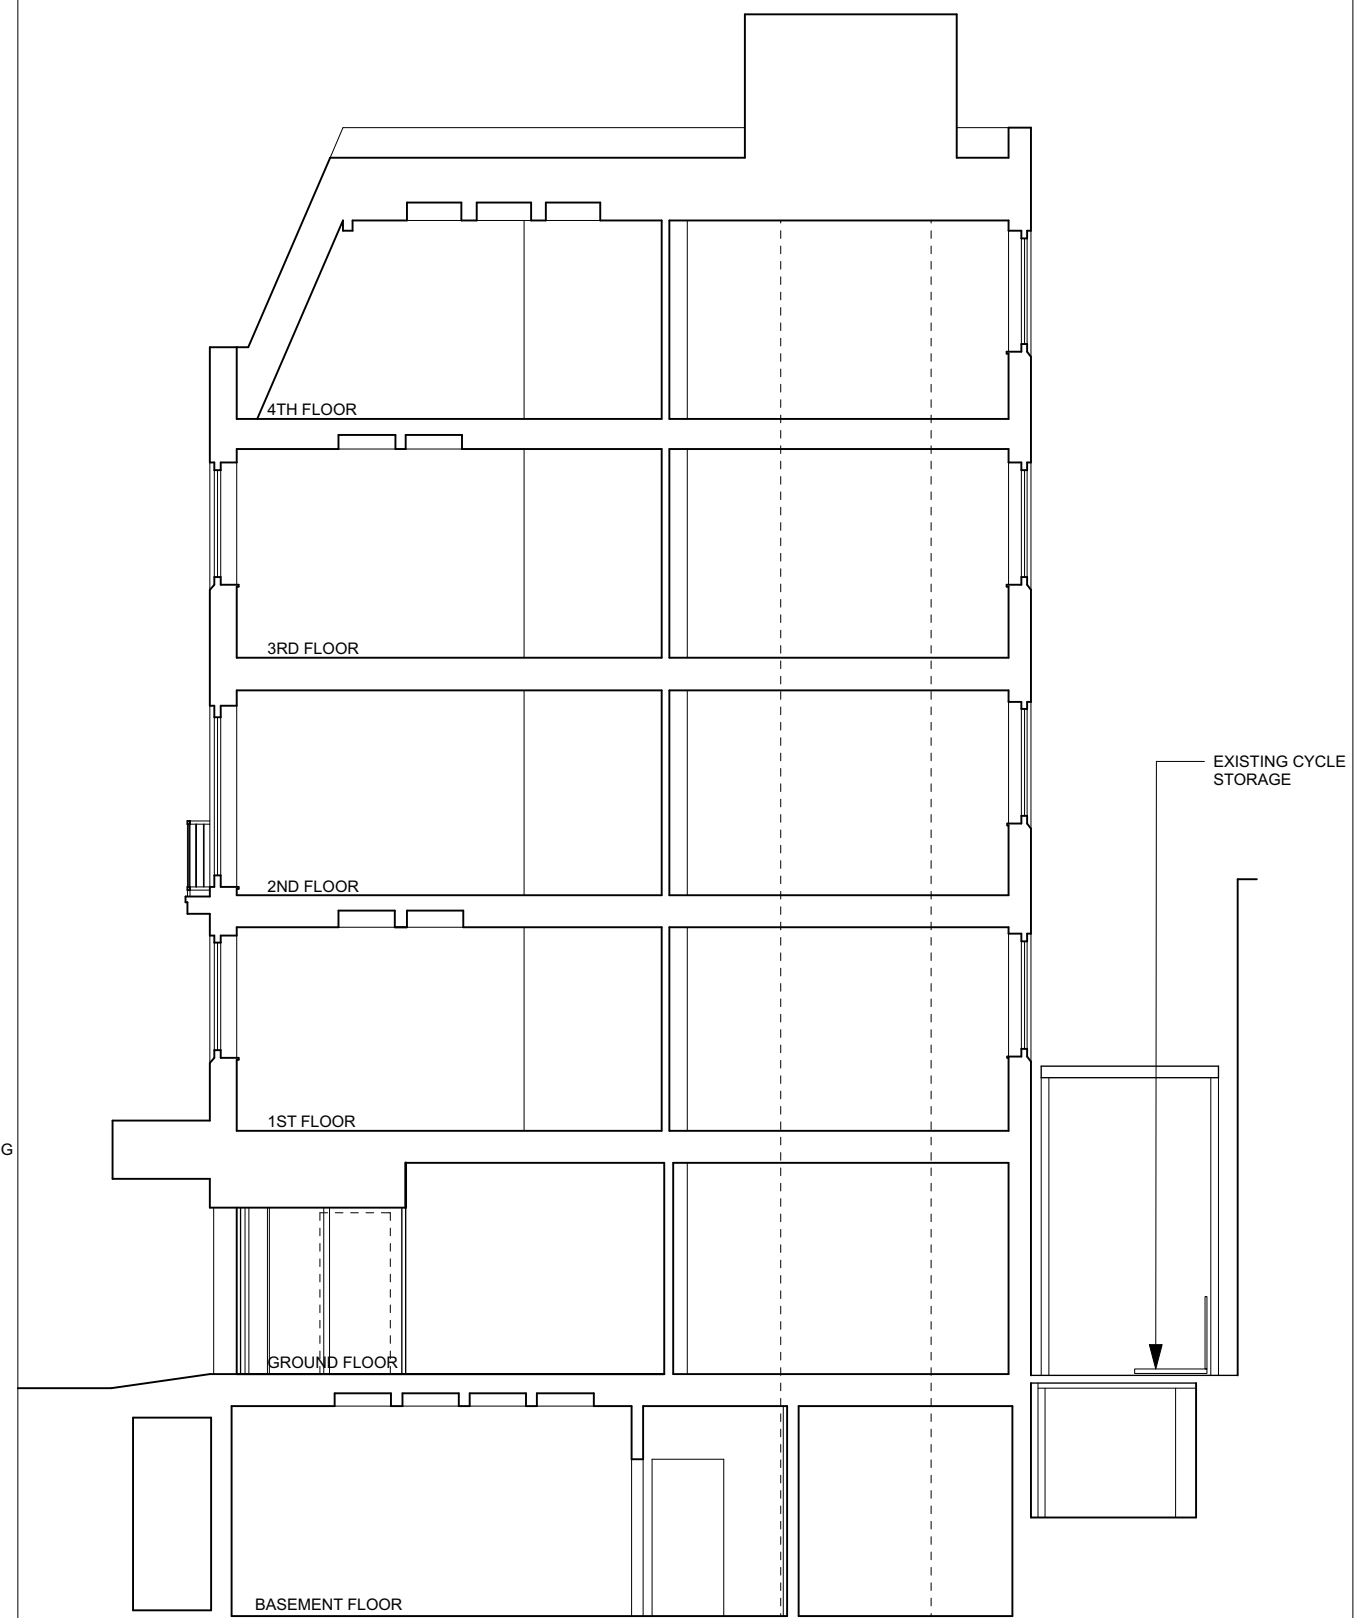 4TH FLOOR
3RD FLOOR
EXISTING CYCLE
STORAGE
2ND FLOOR
1ST FLOOR
G
GROUND FLOOR
BASEMENT FLOOR